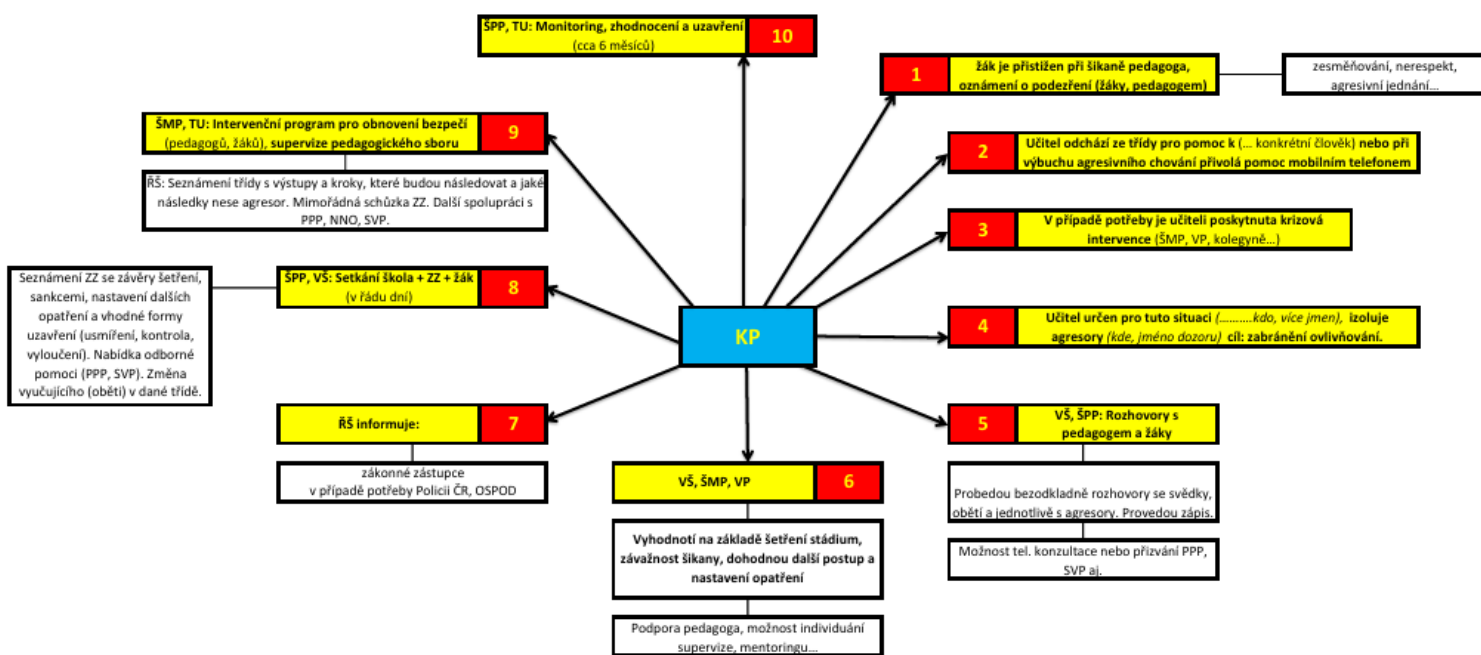 ŠPP, TU: Monitoring, zhodnocení a uzavření
(cca 6 měsíců)
10
1
žák je přistižen při šikaně pedagoga,
oznámení o podezření (žáky, pedagogem)
zesměňování, nerespekt,
agresivní jednání…
ŠMP, TU: Intervenční program pro obnovení bezpečí
(pedagogů, žáků), supervize pedagogického sboru
9
ŘŠ: Seznámení třídy s výstupy a kroky, které budou následovat a jaké
následky nese agresor. Mimořádná schůzka ZZ. Další spolupráci s
PPP, NNO, SVP.
2
Učitel odchází ze třídy pro pomoc k (… konkrétní člověk) nebo při
výbuchu agresivního chování přivolá pomoc mobilním telefonem
3
V případě potřeby je učiteli poskytnuta krizová
intervence (ŠMP, VP, kolegyně…)
Seznámení ZZ se závěry šetření,
sankcemi, nastavení dalších
opatření a vhodné formy
uzavření (usmíření, kontrola,
vyloučení). Nabídka odborné
pomoci (PPP, SVP). Změna
vyučujícího (oběti) v dané třídě.
ŠPP, VŠ: Setkání škola + ZZ + žák
(v řádu dní)
8
KP
4
Učitel určen pro tuto situaci (……….kdo, více jmen), izoluje
agresory (kde, jméno dozoru) cíl: zabránění ovlivňování.
ŘŠ informuje:
7
zákonné zástupce
v případě potřeby Policii ČR, OSPOD
5
VŠ, ŠPP: Rozhovory s
pedagogem a žáky
Probedou bezodkladně rozhovory se svědky,
obětí a jednotlivě s agresory. Provedou zápis.
Možnost tel. konzultace nebo přizvání PPP,
SVP aj.
VŠ, ŠMP, VP
6
Vyhodnotí na základě šetření stádium,
závažnost šikany, dohodnou další postup a
nastavení opatření
Podpora pedagoga, možnost individuání
supervize, mentoringu…